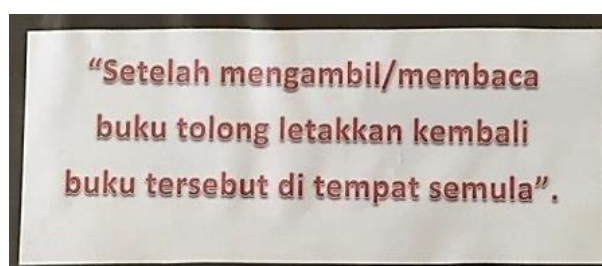 “Setelah mengambil/membaca
buku tolong letakkan kembali
buku tersebut di tempat semula”.